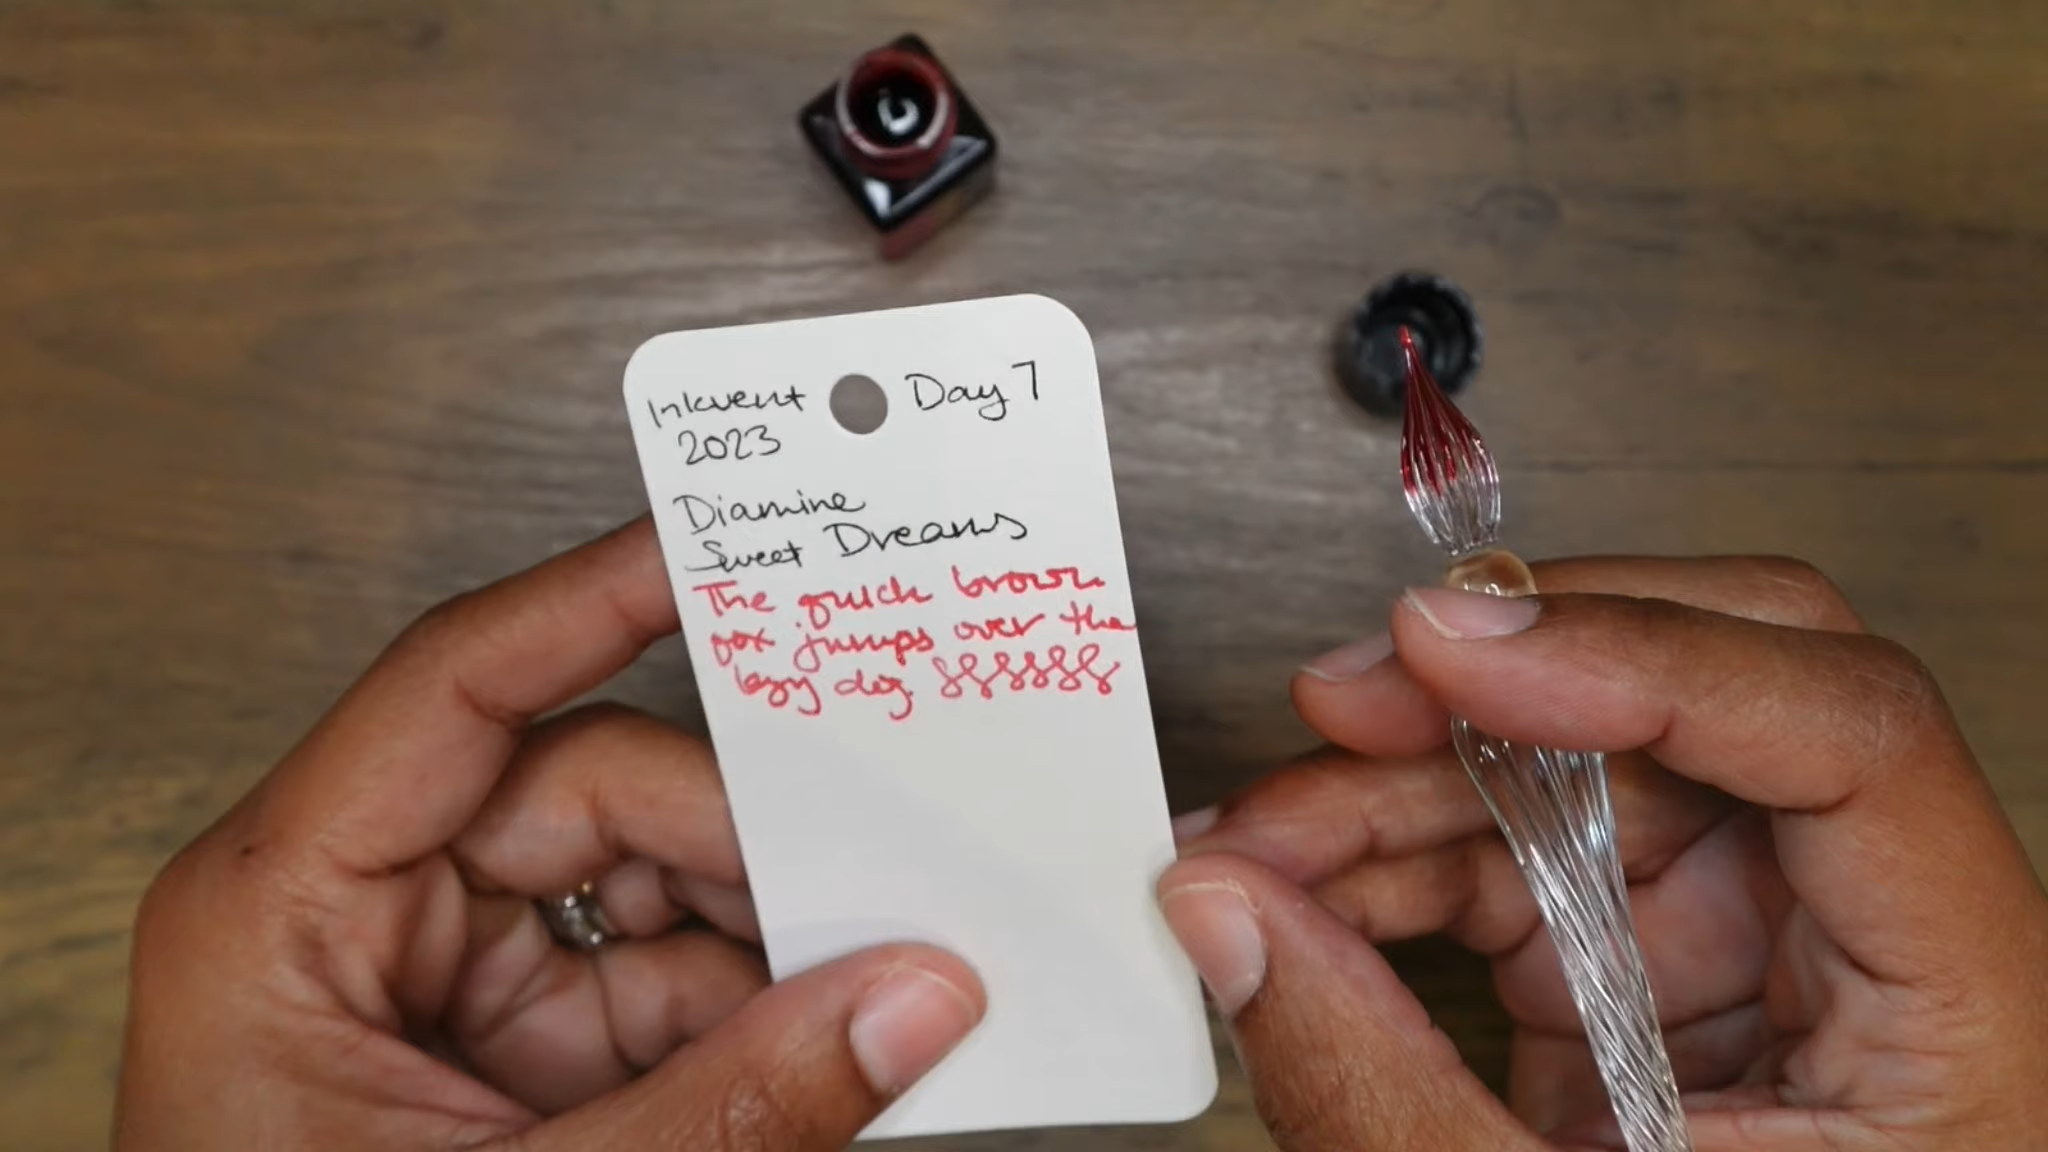 Inkvent Day 7
2023
Diamine
Sweet Dreams
The quick brown
fox jumps over the
lazy dog.